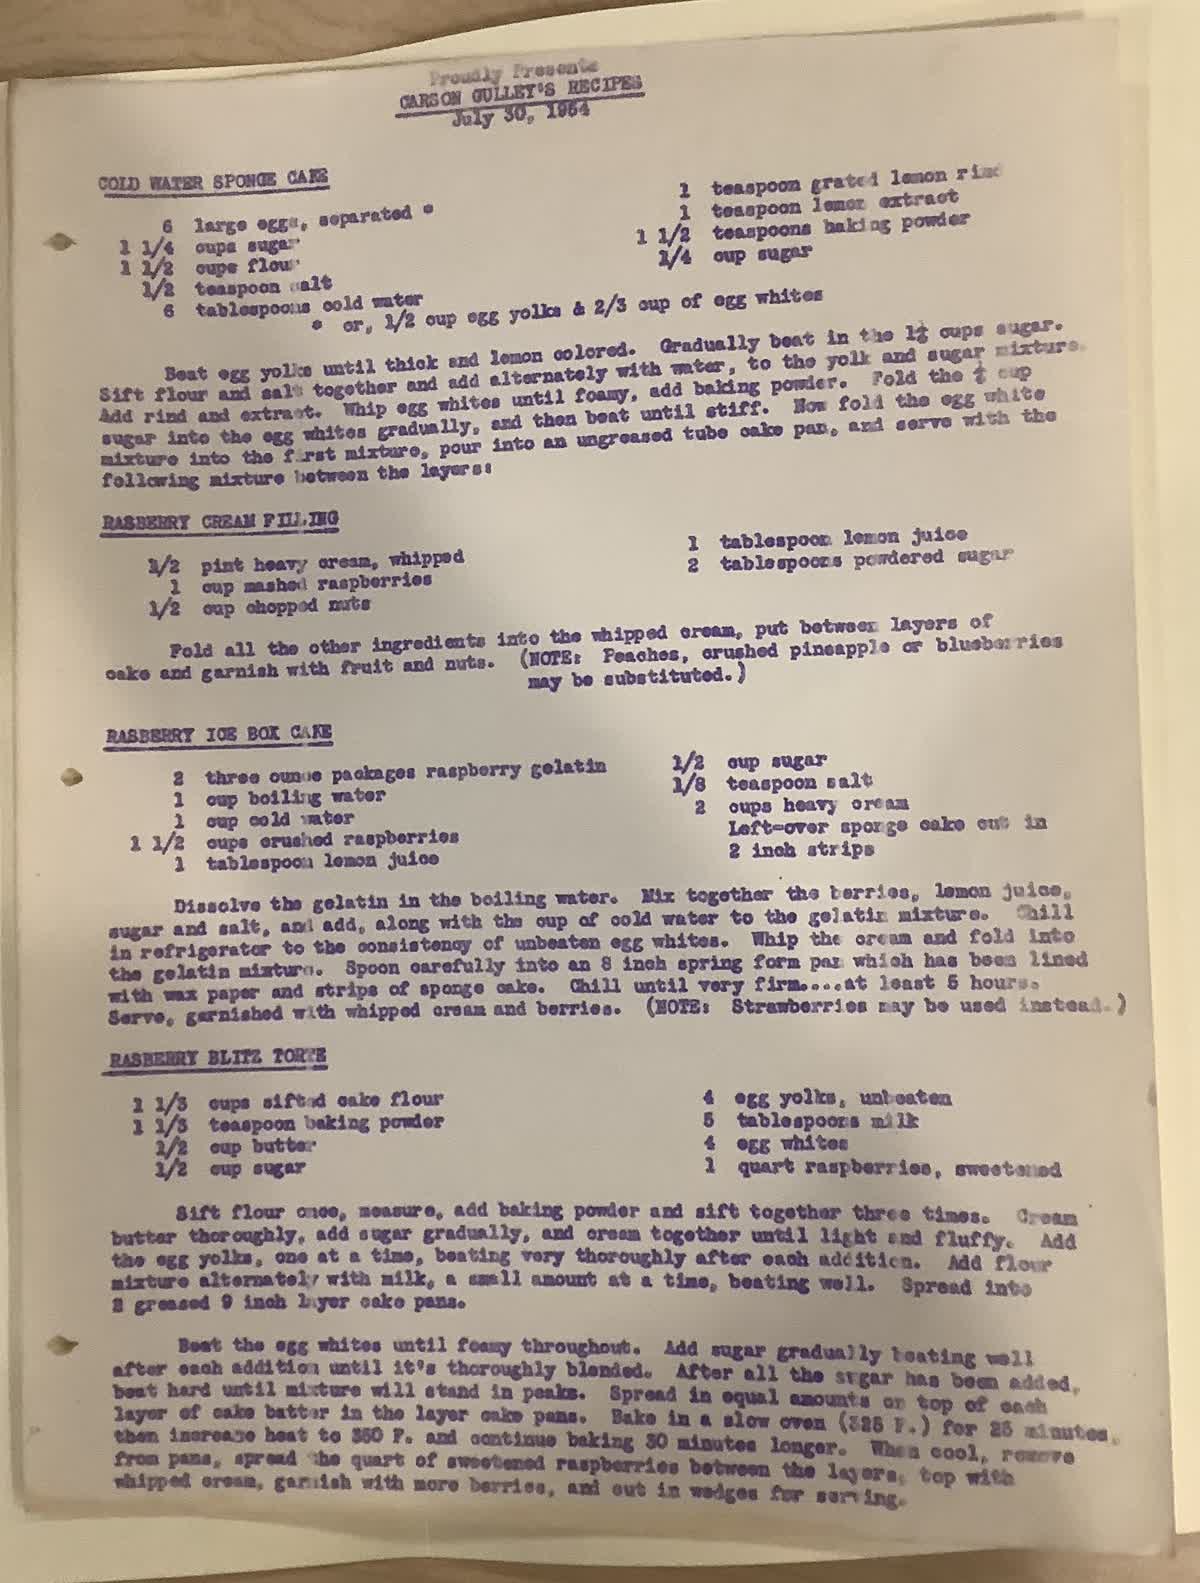 Proudly Presents
CARSON GULLEY'S RECIPES
July 30, 1954
COLD WATER SPONGE CAKE
6 large eggs, separated *
1 1/4 cups sugar
1 1/2 cups flour
1/2 teaspoon salt
6 tablespoons cold water
1 teaspoon grated lemon rind
1 teaspoon lemon extract
1 1/2 teaspoons baking powder
1/4 cup sugar
* or, 1/2 cup egg yolks & 2/3 cup of egg whites
Beat egg yolks until thick and lemon colored. Gradually beat in the 1¼ cups sugar.
Sift flour and salt together and add alternately with water, to the yolk and sugar mixture.
Add rind and extract. Whip egg whites until foamy, add baking powder. Fold the ¼ cup
sugar into the egg whites gradually, and then beat until stiff. Now fold the egg white
mixture into the first mixture, pour into an ungreased tube cake pan, and serve with the
following mixture between the layers:
RASBERRY CREAM FILLING
1/2 pint heavy cream, whipped
1 cup mashed raspberries
1/2 cup chopped nuts
1 tablespoon lemon juice
2 tablespoons powdered sugar
Fold all the other ingredients into the whipped cream, put between layers of
cake and garnish with fruit and nuts. (NOTE: Peaches, crushed pineapple or blueberries
may be substituted.)
RASBERRY ICE BOX CAKE
2 three ounce packages raspberry gelatin
1 cup boiling water
1 cup cold water
1 1/2 cups crushed raspberries
1 tablespoon lemon juice
1/2 cup sugar
1/8 teaspoon salt
2 cups heavy cream
Left-over sponge cake cut in
2 inch strips
Dissolve the gelatin in the boiling water. Mix together the berries, lemon juice,
sugar and salt, and add, along with the cup of cold water to the gelatin mixture. Chill
in refrigerator to the consistency of unbeaten egg whites. Whip the cream and fold into
the gelatin mixture. Spoon carefully into an 8 inch spring form pan which has been lined
with wax paper and strips of sponge cake. Chill until very firm....at least 5 hours.
Serve, garnished with whipped cream and berries. (NOTE: Strawberries may be used instead.)
RASBERRY BLITZ TORTE
1 1/3 cups sifted cake flour
1 1/3 teaspoon baking powder
1/2 cup butter
1/2 cup sugar
4 egg yolks, unbeaten
5 tablespoons milk
4 egg whites
1 quart raspberries, sweetened
Sift flour once, measure, add baking powder and sift together three times. Cream
butter thoroughly, add sugar gradually, and cream together until light and fluffy. Add
the egg yolks, one at a time, beating very thoroughly after each addition. Add flour
mixture alternately with milk, a small amount at a time, beating well. Spread into
2 greased 9 inch layer cake pans.
Beat the egg whites until foamy throughout. Add sugar gradually beating well
after each addition until it's thoroughly blended. After all the sugar has been added,
beat hard until mixture will stand in peaks. Spread in equal amounts on top of each
layer of cake batter in the layer cake pans. Bake in a slow oven (325 F.) for 25 minutes,
then increase heat to 350 F. and continue baking 30 minutes longer. When cool, remove
from pans, spread the quart of sweetened raspberries between the layers, top with
whipped cream, garnish with more berries, and cut in wedges for serving.